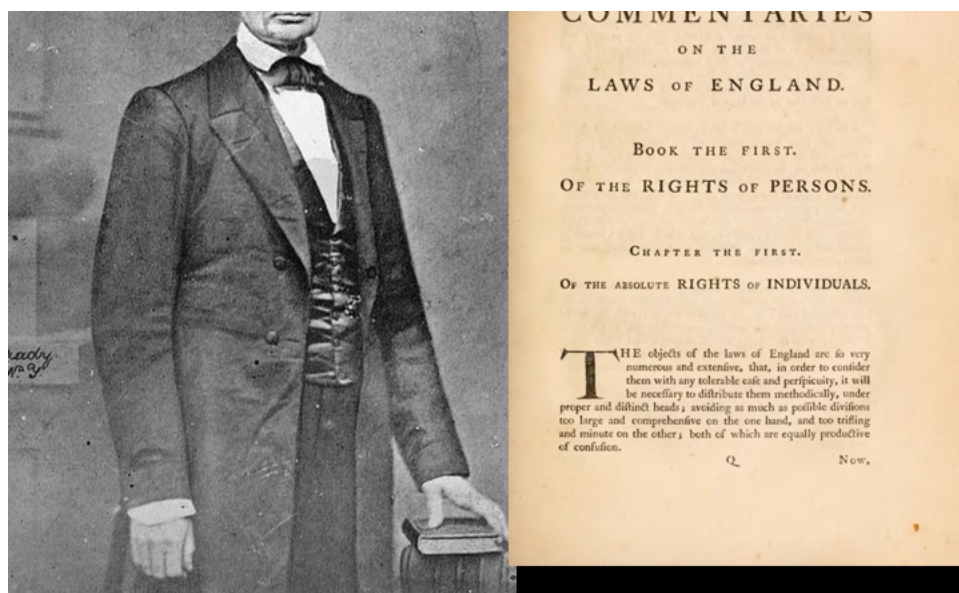 COMMENTARIES
ON THE
LAWS OF ENGLAND.
BOOK THE FIRST.
OF THE RIGHTS OF PERSONS.
CHAPTER THE FIRST.
OF THE ABSOLUTE RIGHTS OF INDIVIDUALS.
THE objects of the laws of England are ſo very
numerous and extenſive, that, in order to conſider
them with any tolerable eaſe and perſpicuity, it will
be neceſſary to diſtribute them methodically, under
proper and diſtinct heads; avoiding as much as poſſible diviſions
too large and comprehenſive on the one hand, and too trifling
and minute on the other; both of which are equally productive
of confuſion.
Q Now,